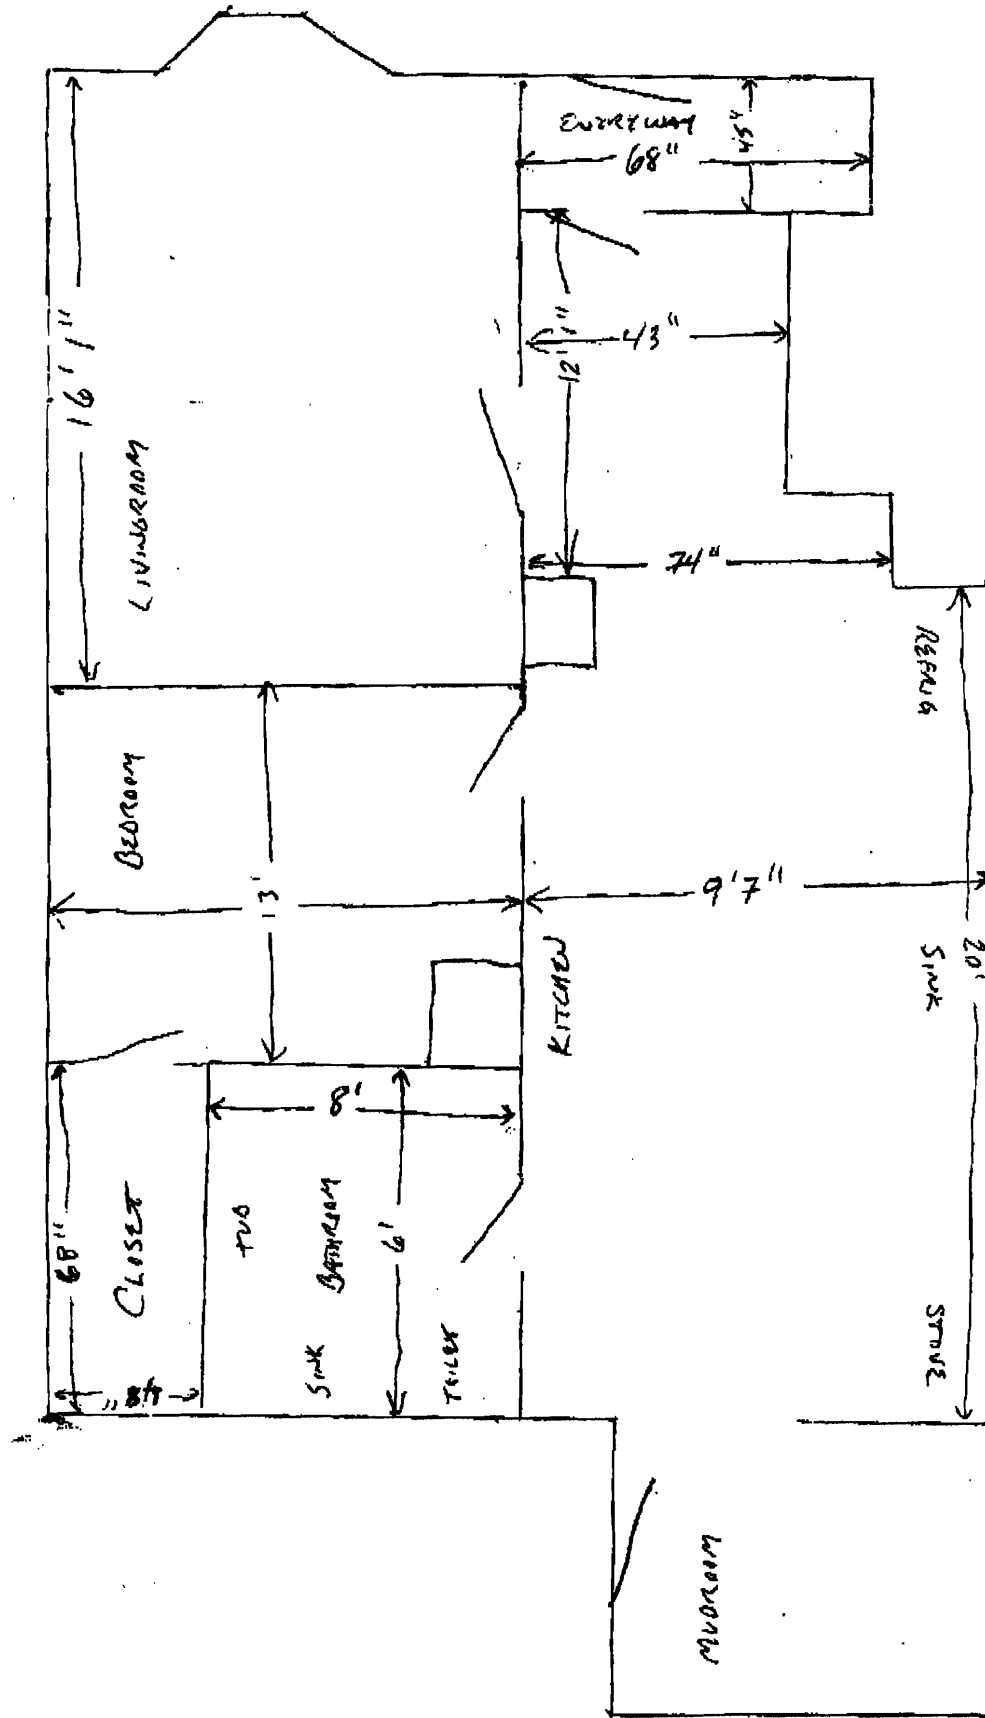 ENTRYWAY
45"
68"
43"
12' 1"
16' 1"
LIVINGROOM
74"
REFRIG
BEDROOM
13'
9'7"
20'
SINK
KITCHEN
8'
68"
CLOSET
TUB
BATHROOM
6'
SINK
TOILET
STOVE
MUDROOM